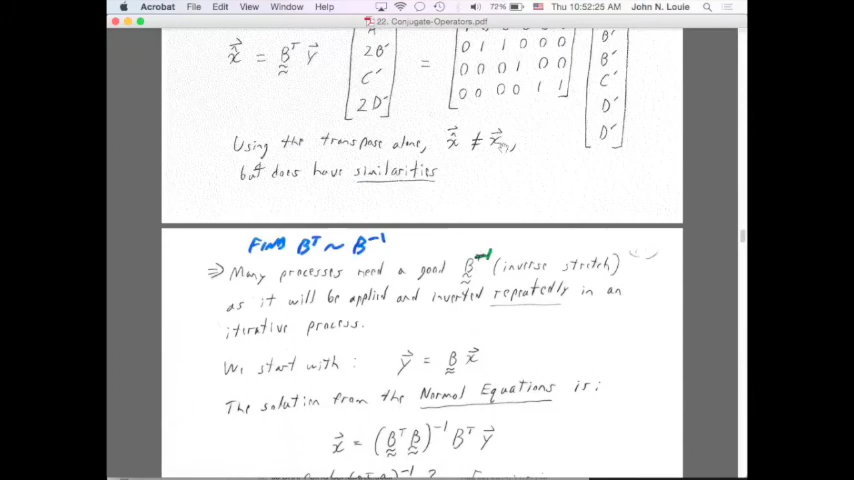 Acrobat File Edit View Window Help 72% Thu 10:52:25 AM John N. Louie
22. Conjugate-Operators.pdf
x̂ = Bᵀ y [A 2B' C' 2D'] = [0 1 1 0 0 0 0 0 0 1 0 0 0 0 0 0 1 1] [B' B' C' D' D']
Using the transpose alone, x̂ ≠ x,
but does have similarities
FIND Bᵀ ~ B⁻¹
⇒ Many processes need a good B⁻¹ (inverse stretch)
as it will be applied and inverted repeatedly in an
iterative process.
We start with : y = B x
The solution from the Normal Equations is :
x = (BᵀB)⁻¹ Bᵀ y